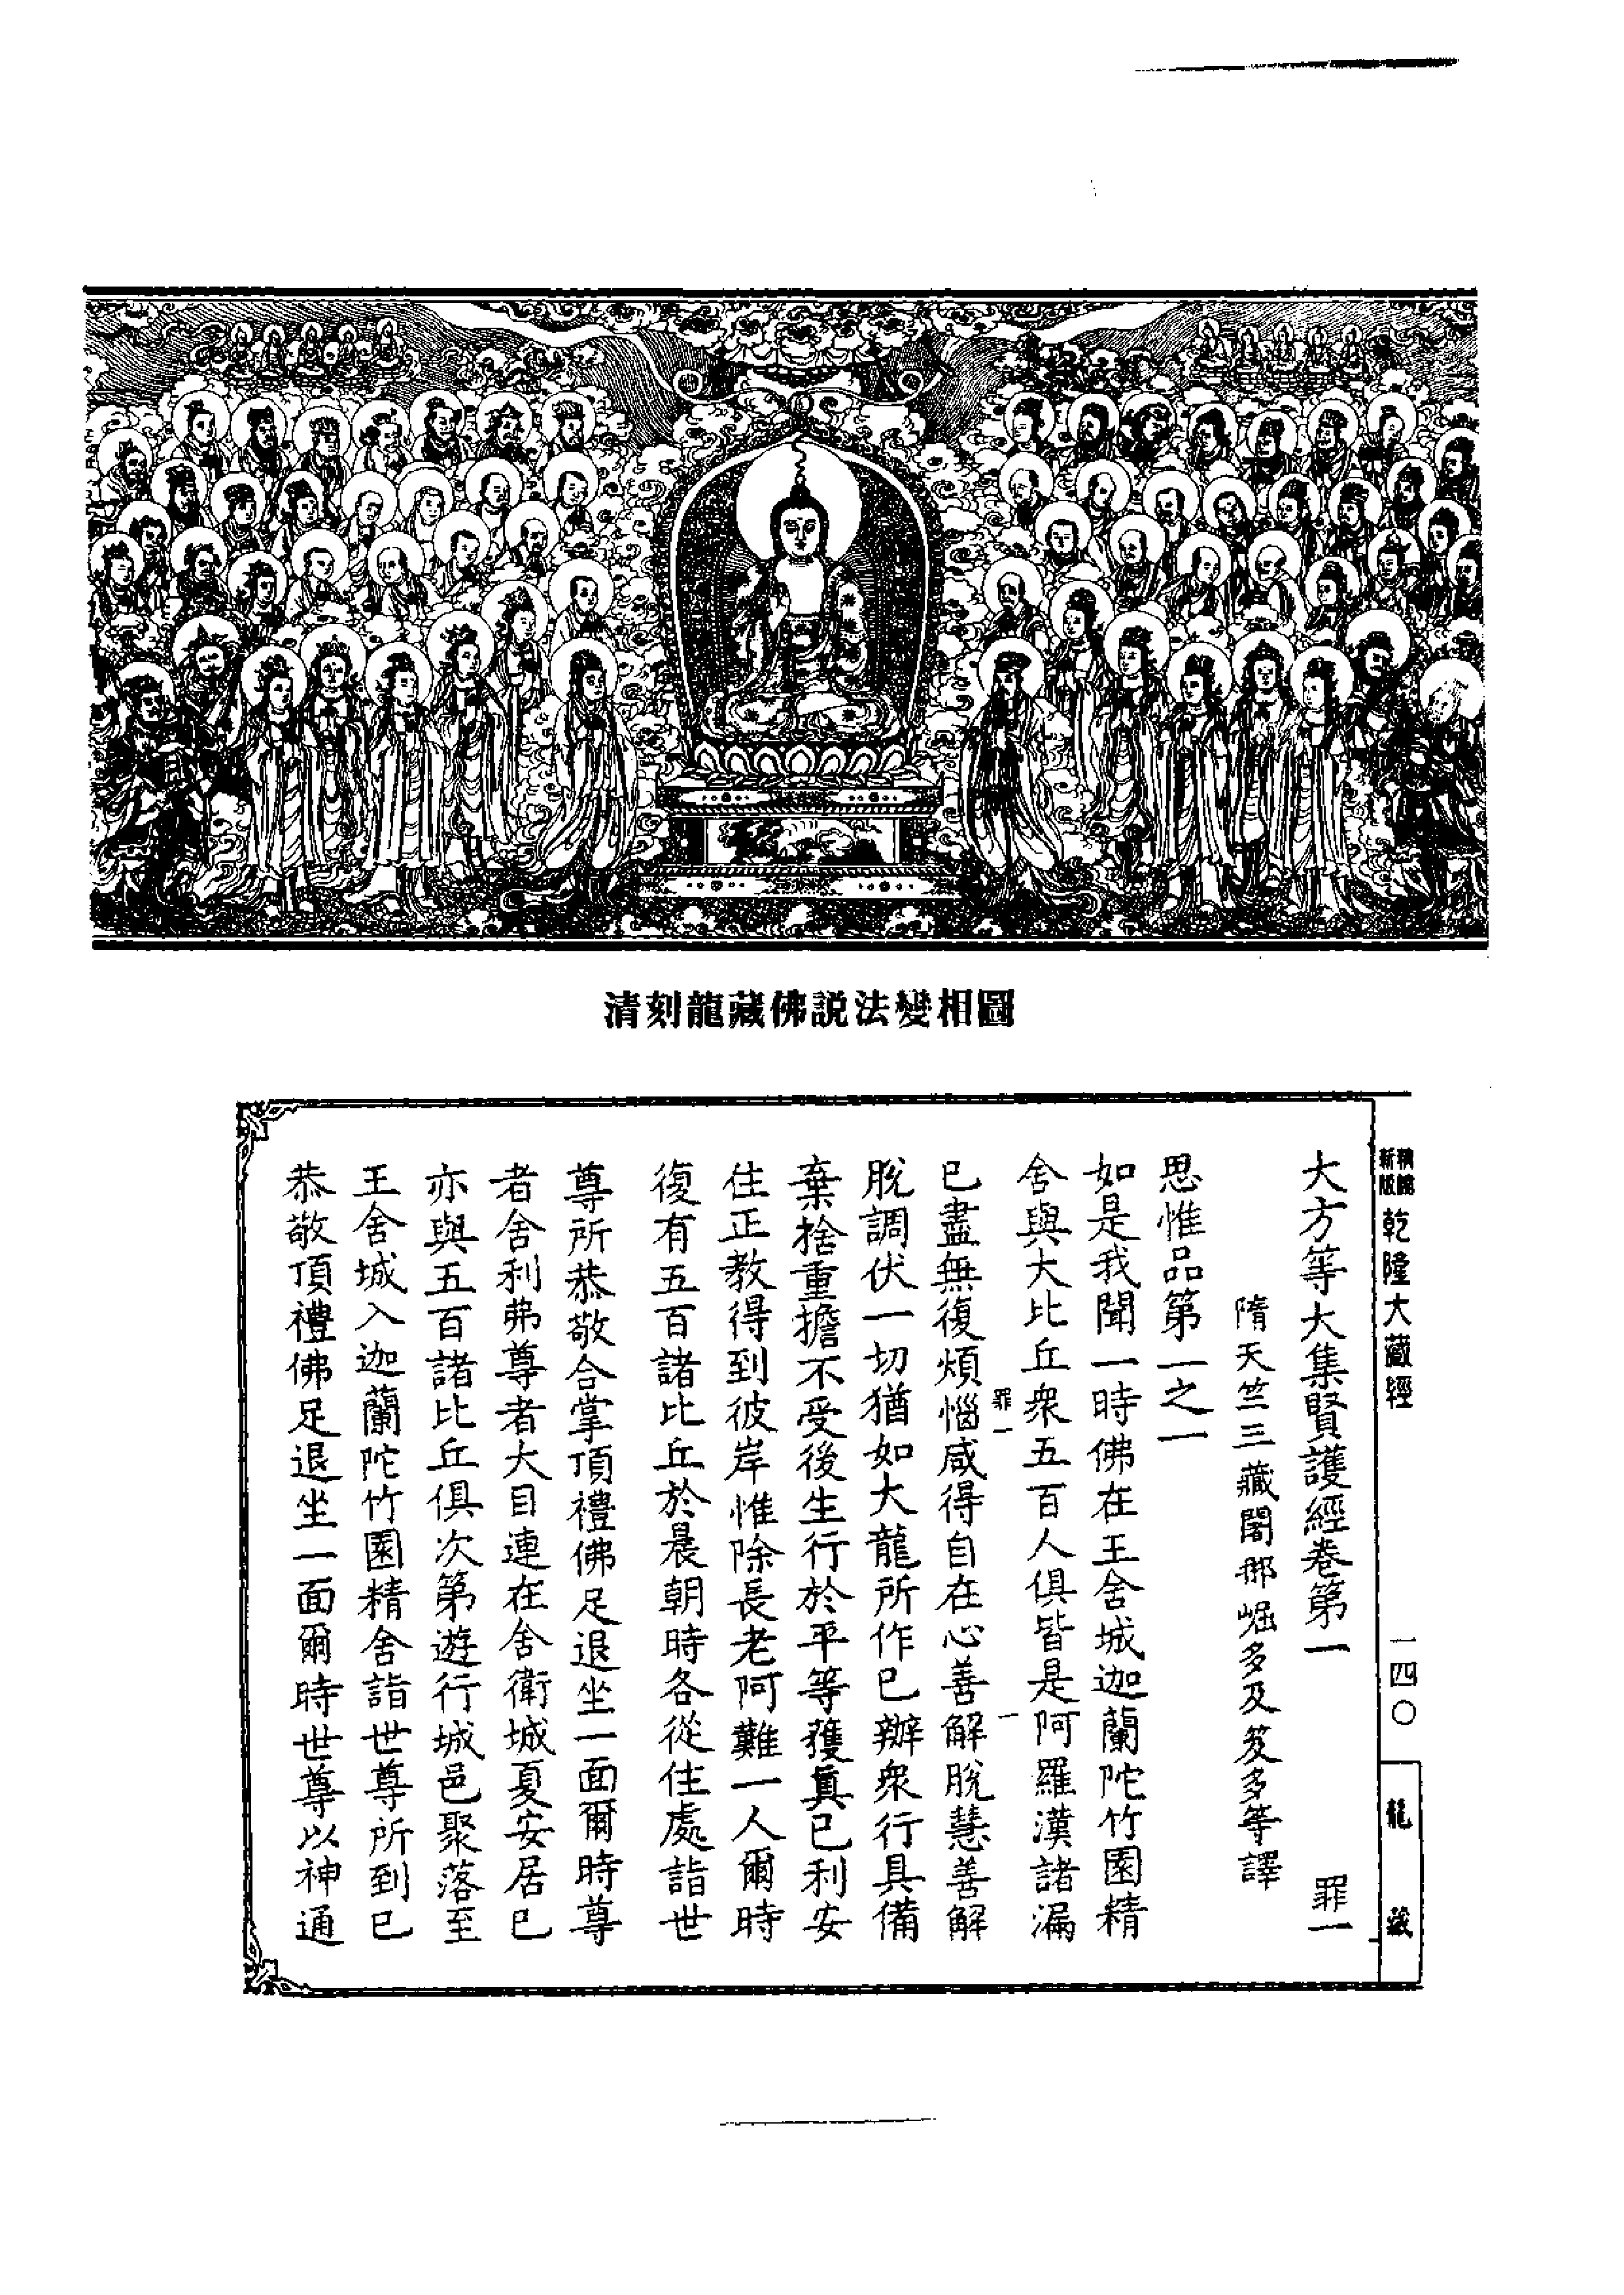 清刻龍藏佛説法變相圖
新版
乾隆大藏經
一四〇
龍藏
大方等大集賢護經卷第一 罪一
隋天竺三藏闍那崛多及笈多等譯
思惟品第一之一
如是我聞一時佛在王舍城迦蘭陀竹園精
舍與大比丘衆五百人俱皆是阿羅漢諸漏
罪一 一
已盡無復煩惱咸得自在心善解脫慧善解
脫調伏一切猶如大龍所作已辦衆行具備
棄捨重擔不受後生行於平等獲真已利安
住正教得到彼岸惟除長老阿難一人爾時
復有五百諸比丘於晨朝時各從住處詣世
尊所恭敬合掌頂禮佛足退坐一面爾時尊
者舍利弗尊者大目連在舍衛城夏安居已
亦與五百諸比丘俱次第遊行城邑聚落至
王舍城入迦蘭陀竹園精舍詣世尊所到已
恭敬頂禮佛足退坐一面爾時世尊以神通